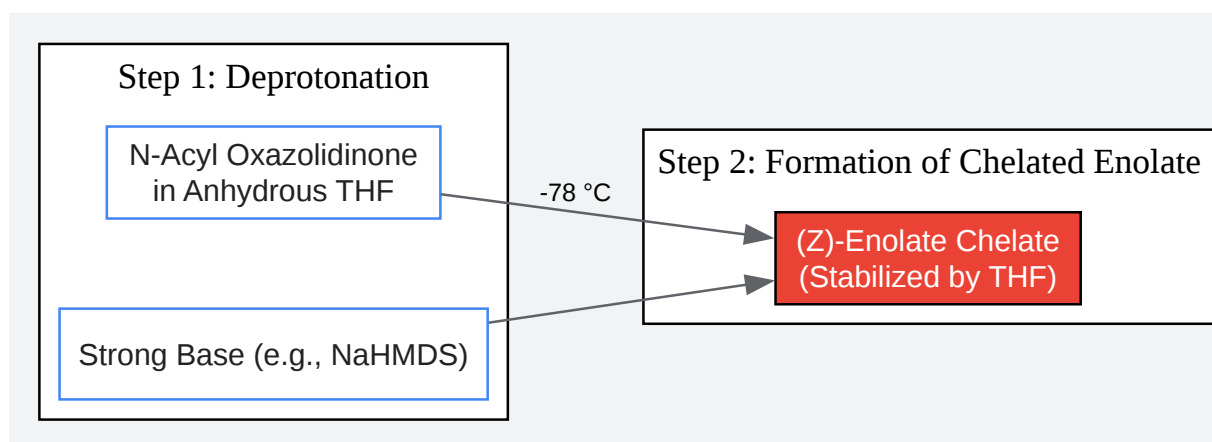 Step 1: Deprotonation
N-Acyl Oxazolidinone
in Anhydrous THF
Strong Base (e.g., NaHMDS)
-78 °C
Step 2: Formation of Chelated Enolate
(Z)-Enolate Chelate
(Stabilized by THF)